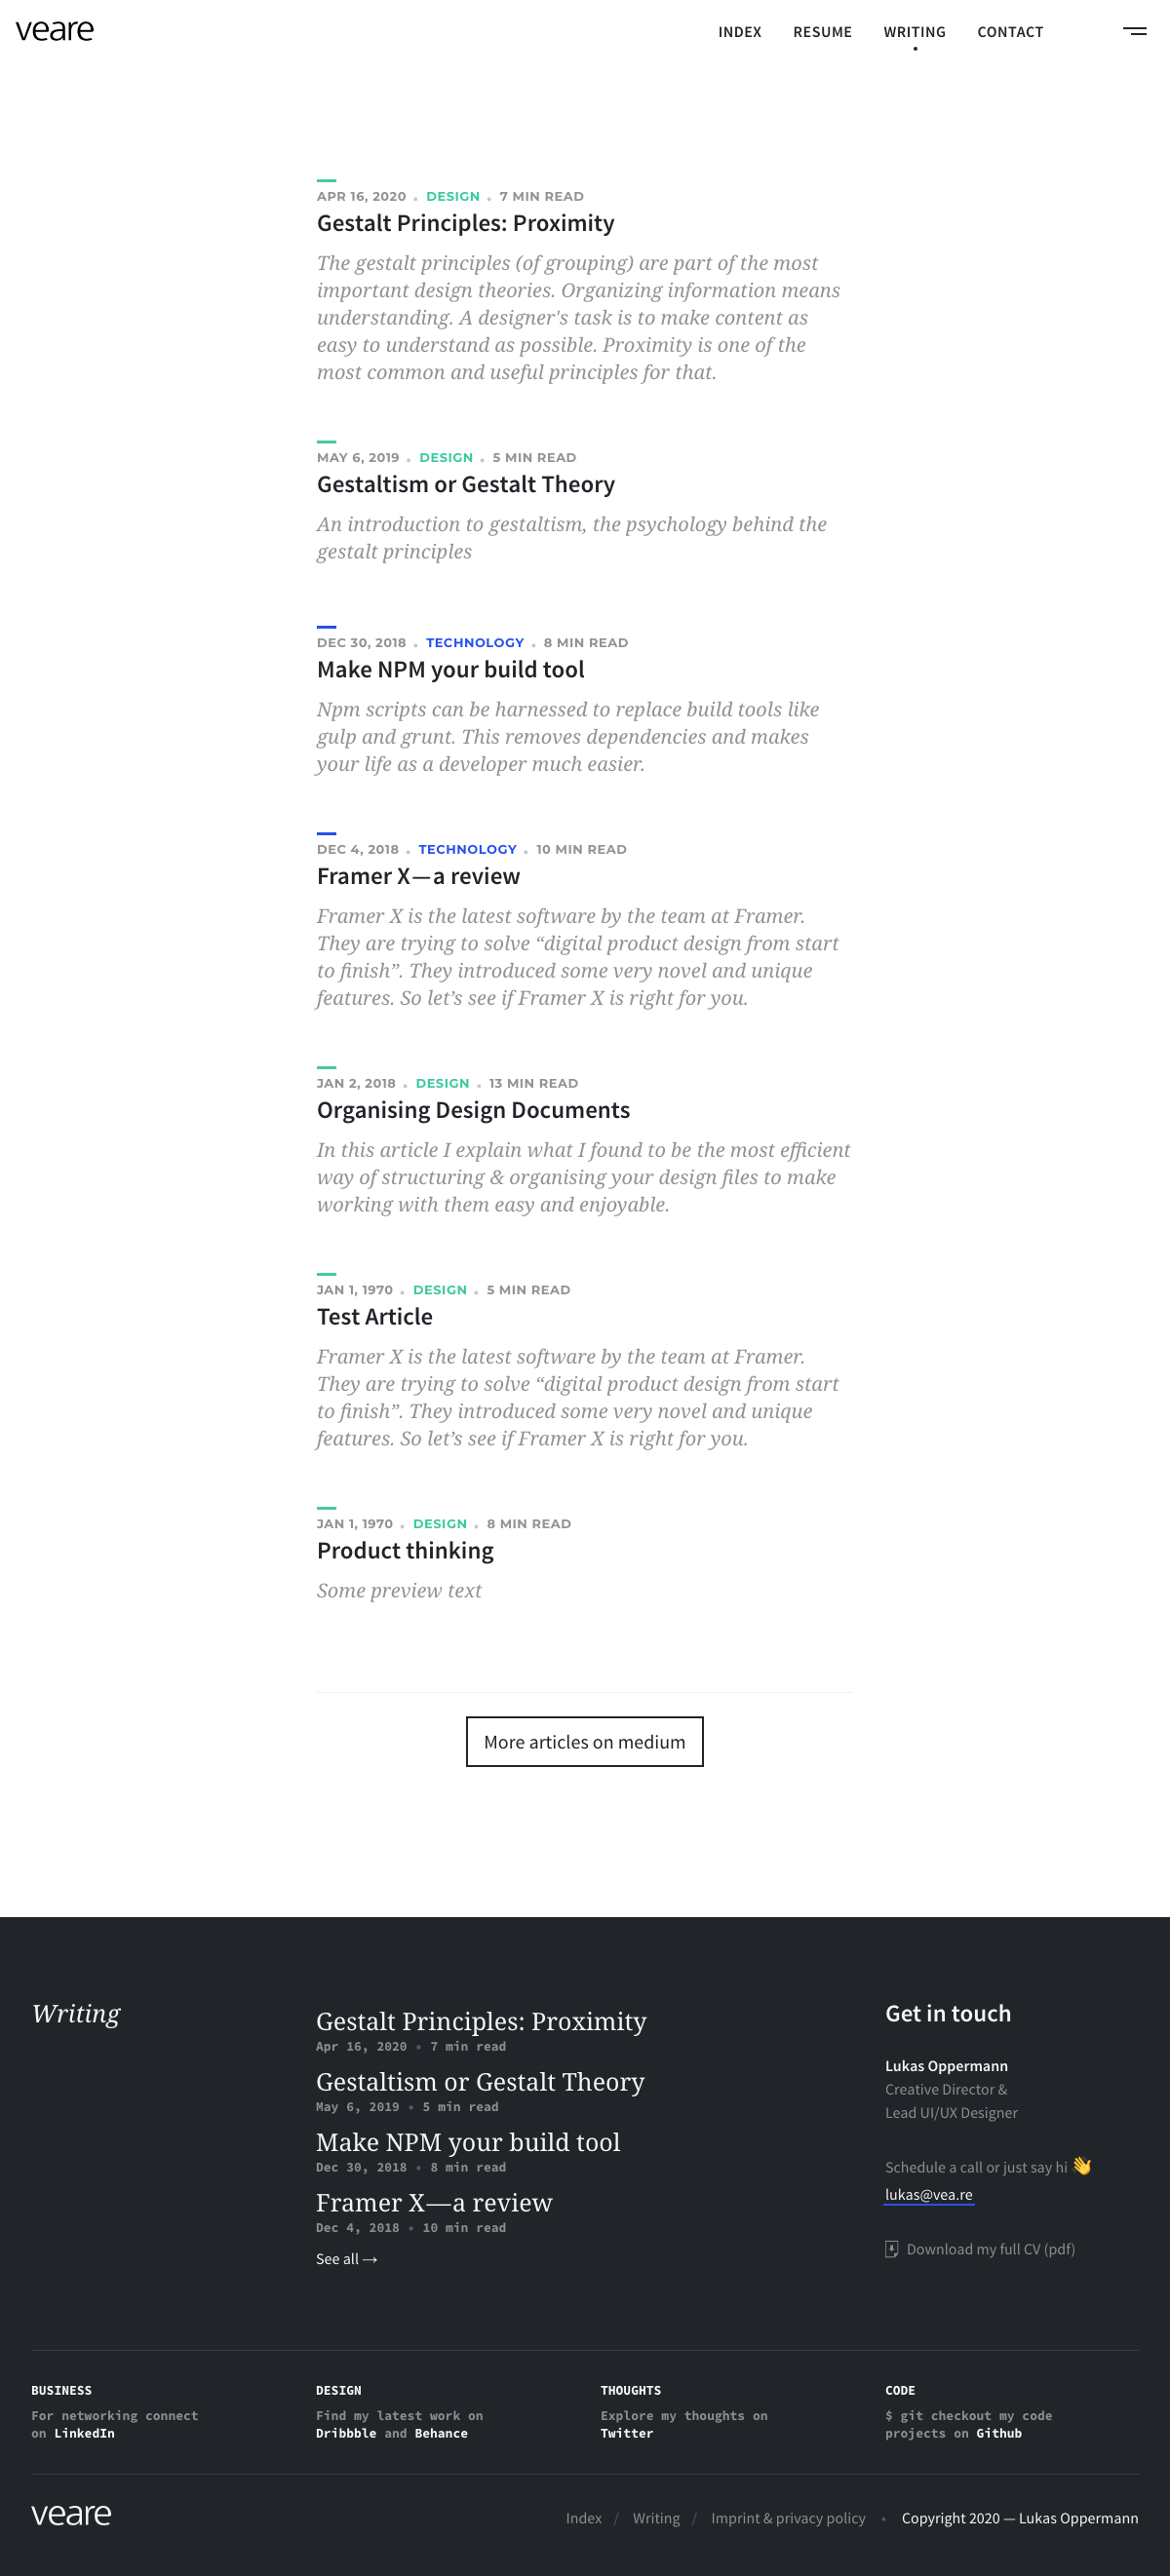 veare
INDEX RESUME WRITING CONTACT
APR 16, 2020 • DESIGN • 7 MIN READ
Gestalt Principles: Proximity
The gestalt principles (of grouping) are part of the most
important design theories. Organizing information means
understanding. A designer's task is to make content as
easy to understand as possible. Proximity is one of the
most common and useful principles for that.
MAY 6, 2019 • DESIGN • 5 MIN READ
Gestaltism or Gestalt Theory
An introduction to gestaltism, the psychology behind the
gestalt principles
DEC 30, 2018 • TECHNOLOGY • 8 MIN READ
Make NPM your build tool
Npm scripts can be harnessed to replace build tools like
gulp and grunt. This removes dependencies and makes
your life as a developer much easier.
DEC 4, 2018 • TECHNOLOGY • 10 MIN READ
Framer X—a review
Framer X is the latest software by the team at Framer.
They are trying to solve “digital product design from start
to finish”. They introduced some very novel and unique
features. So let’s see if Framer X is right for you.
JAN 2, 2018 • DESIGN • 13 MIN READ
Organising Design Documents
In this article I explain what I found to be the most efficient
way of structuring & organising your design files to make
working with them easy and enjoyable.
JAN 1, 1970 • DESIGN • 5 MIN READ
Test Article
Framer X is the latest software by the team at Framer.
They are trying to solve “digital product design from start
to finish”. They introduced some very novel and unique
features. So let’s see if Framer X is right for you.
JAN 1, 1970 • DESIGN • 8 MIN READ
Product thinking
Some preview text
More articles on medium
Writing
Gestalt Principles: Proximity
Apr 16, 2020 • 7 min read
Gestaltism or Gestalt Theory
May 6, 2019 • 5 min read
Make NPM your build tool
Dec 30, 2018 • 8 min read
Framer X—a review
Dec 4, 2018 • 10 min read
See all →
Get in touch
Lukas Oppermann
Creative Director &
Lead UI/UX Designer
Schedule a call or just say hi 👋
lukas@vea.re
Download my full CV (pdf)
BUSINESS
For networking connect
on LinkedIn
DESIGN
Find my latest work on
Dribbble and Behance
THOUGHTS
Explore my thoughts on
Twitter
CODE
$ git checkout my code
projects on Github
veare
Index / Writing / Imprint & privacy policy • Copyright 2020 — Lukas Oppermann